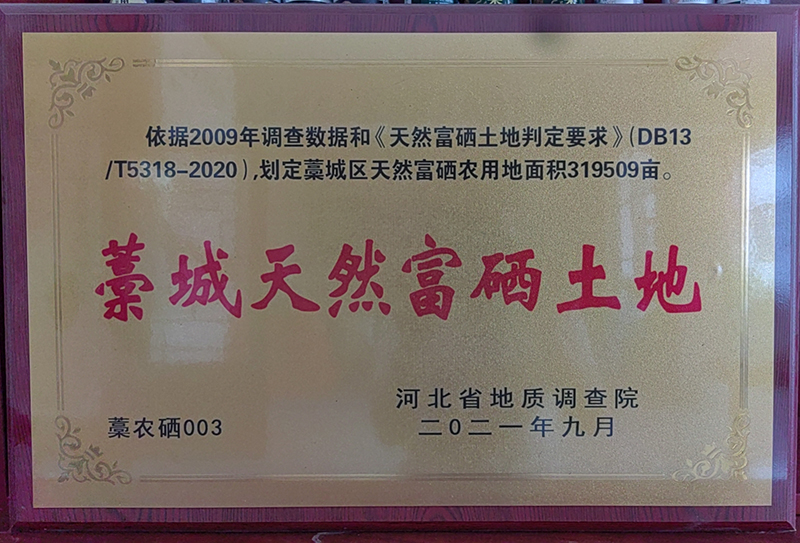 依据2009年调查数据和《天然富硒土地判定要求》(DB13
/T5318-2020),划定藁城区天然富硒农用地面积319509亩。
藁城天然富硒土地
河北省地质调查院
藁农硒003
二〇二一年九月